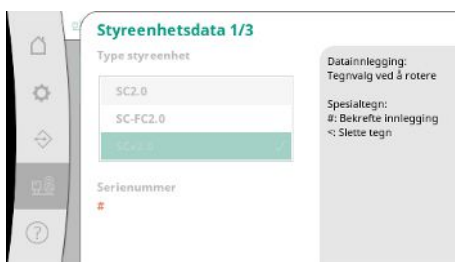 Styreenhetsdata 1/3
Type styreenhet
SC2.0
SC-FC2.0
Serienummer
#
Datainnlegging:
Tegnvalg ved å rotere
Spesialtegn:
#: Bekrefte innlegging
<: Slette tegn
?